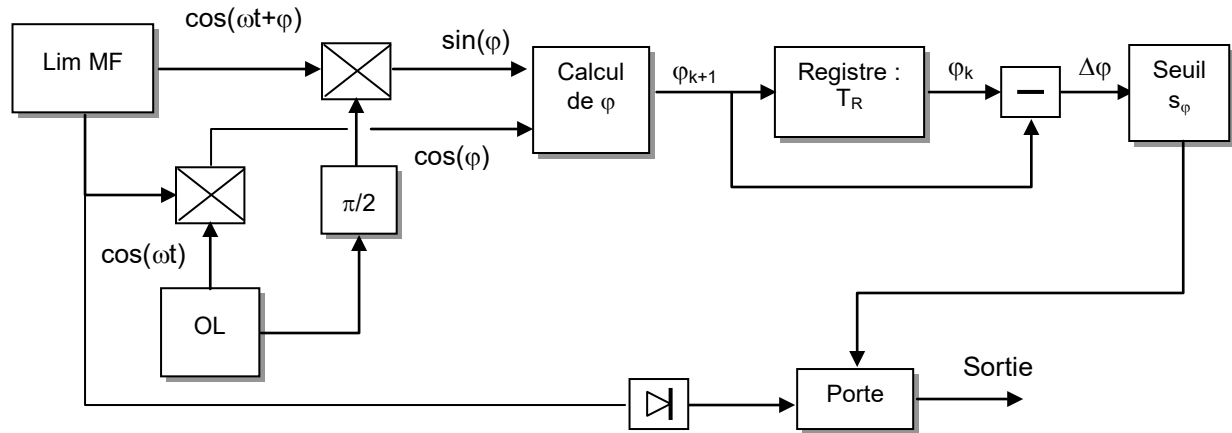 cos(ωt+φ)
Lim MF
sin(φ)
Calcul
de φ
φk+1
Registre :
TR
φk
Δφ
Seuil
sφ
cos(φ)
π/2
cos(ωt)
OL
Porte
Sortie